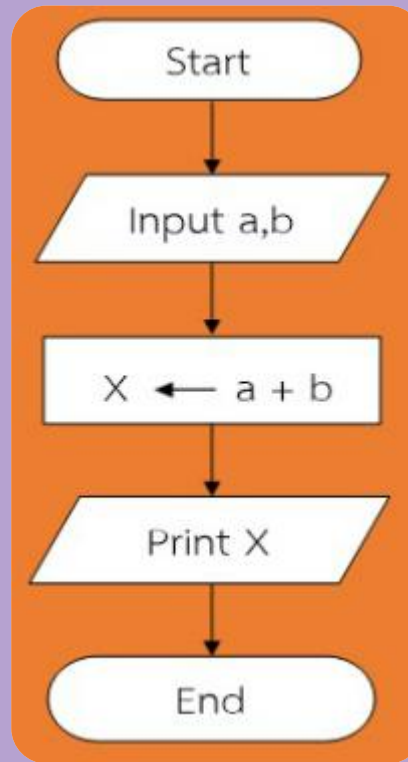 Start
Input a,b
X ← a + b
Print X
End